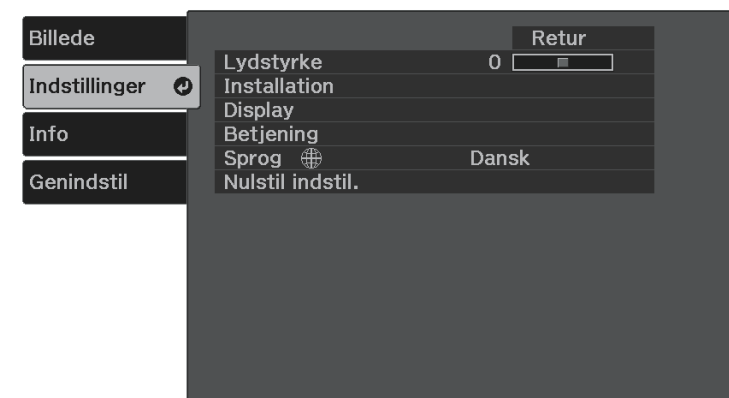 Billede
Indstillinger
Info
Genindstil
Retur
Lydstyrke 0
Installation
Display
Betjening
Sprog Dansk
Nulstil indstil.